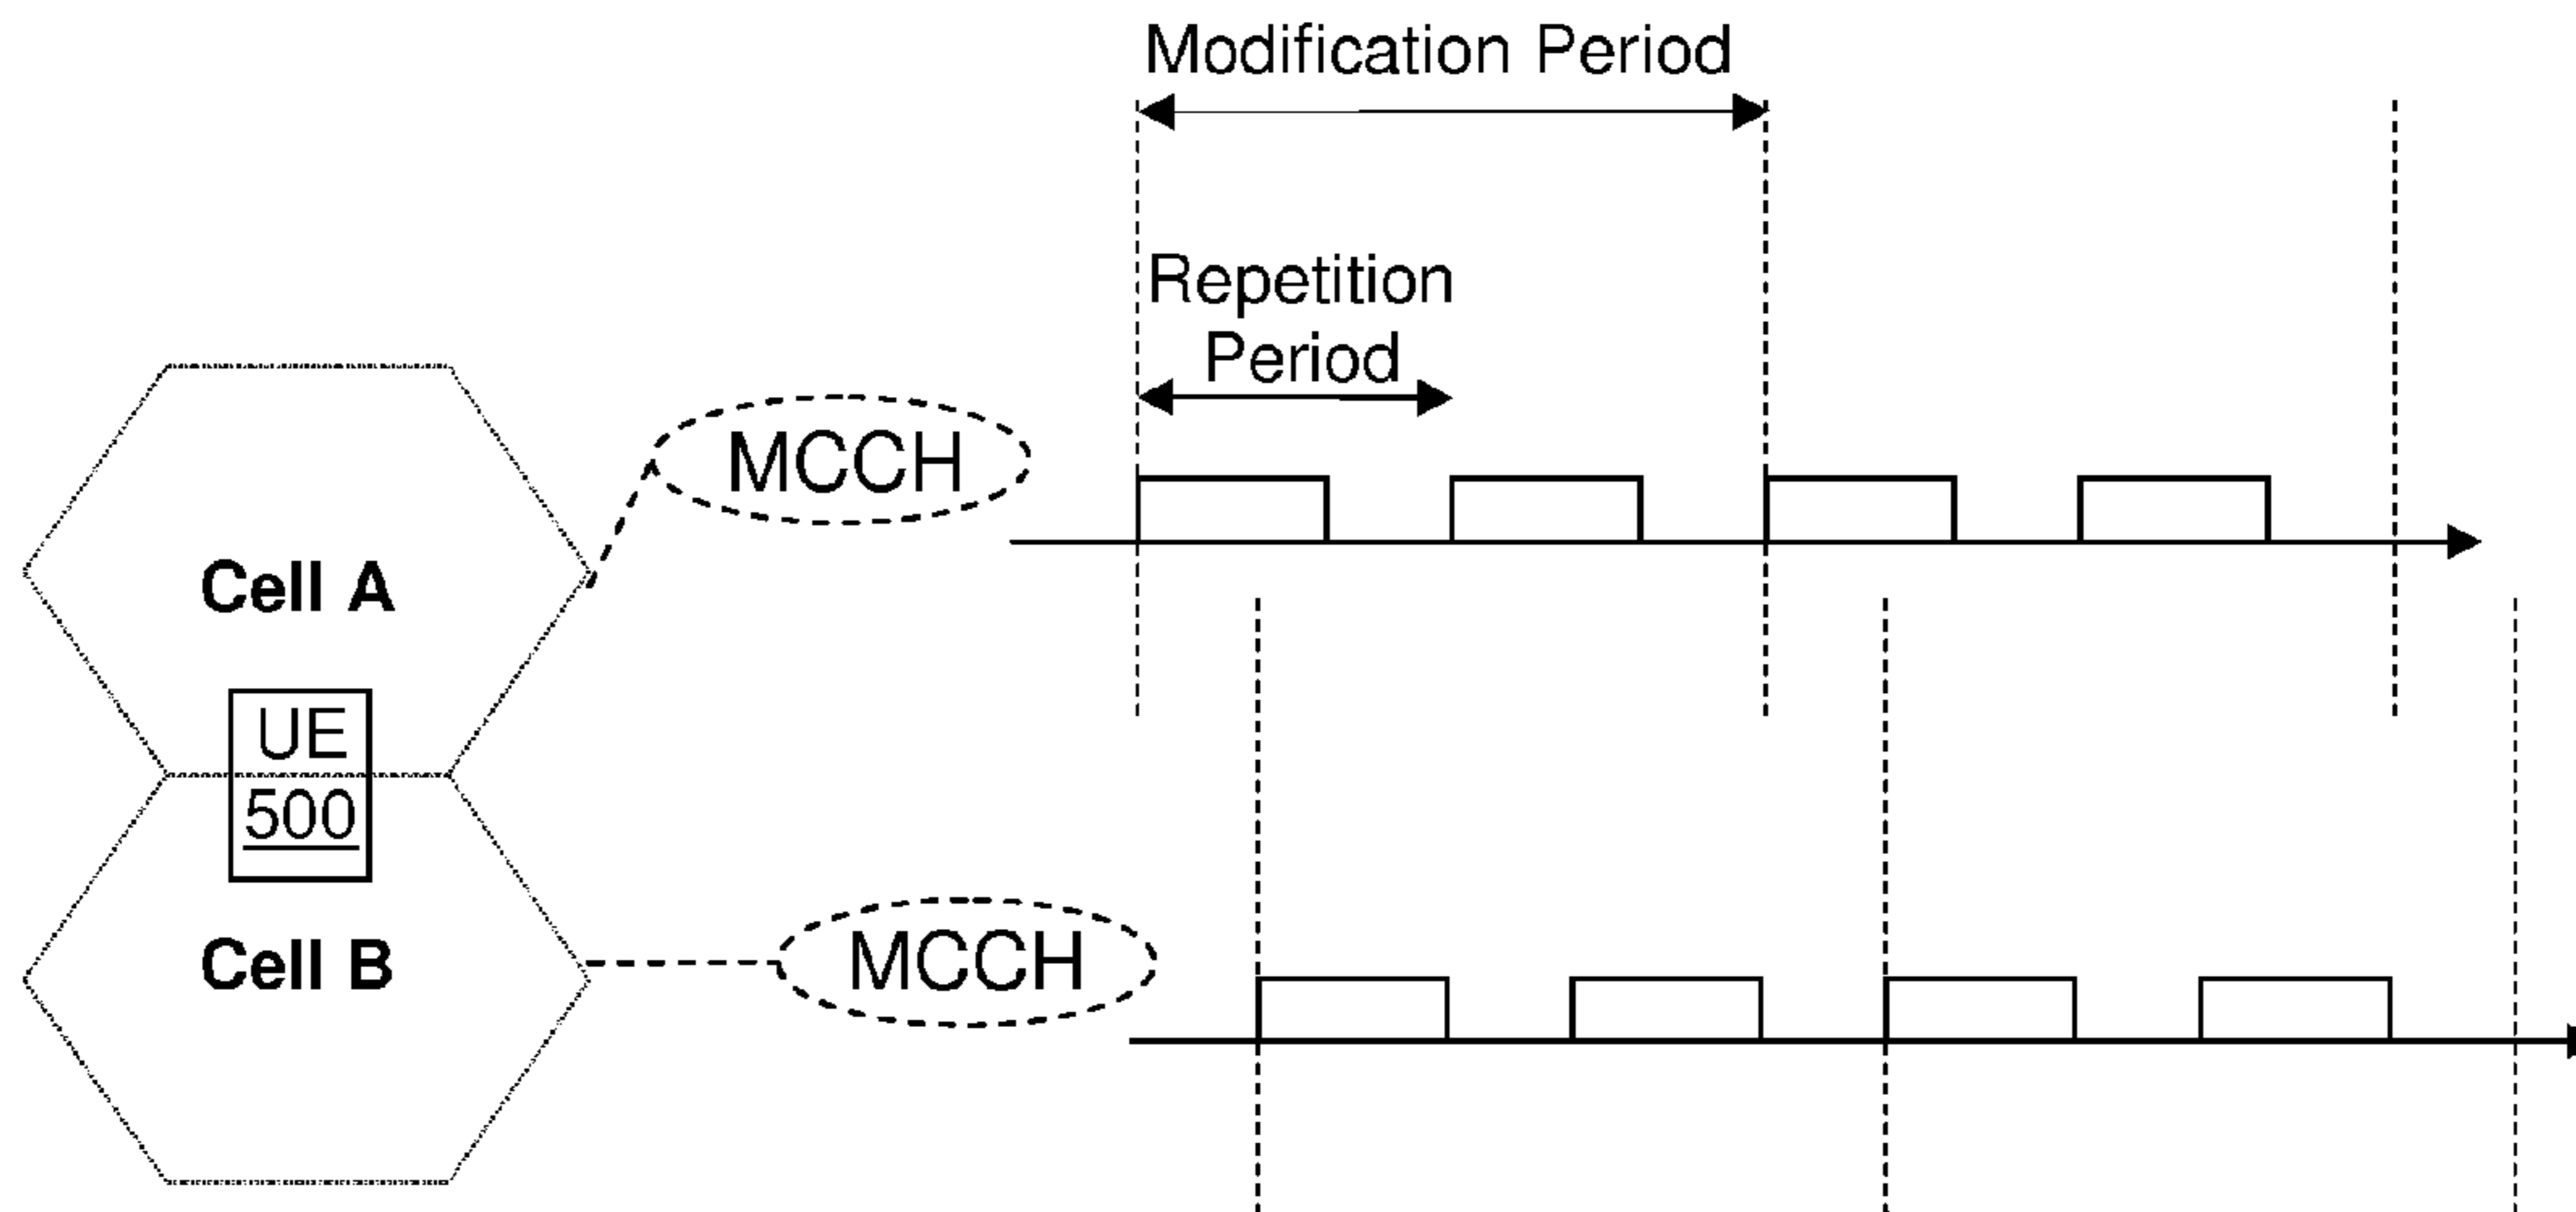 Modification Period
Repetition
Period
MCCH
Cell A
UE
500
Cell B
MCCH